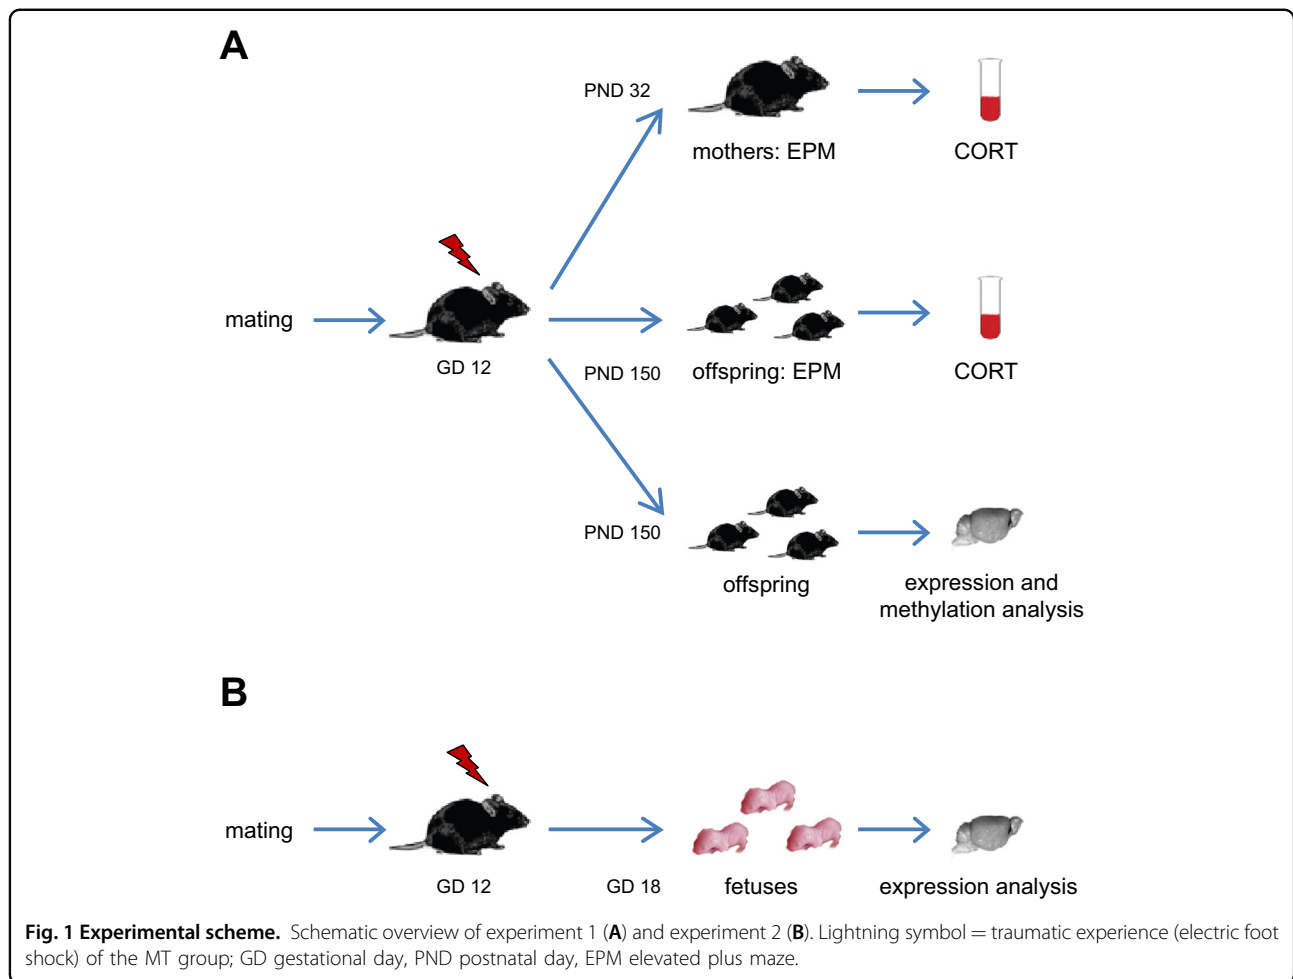 A
PND 32
mothers: EPM
CORT
mating
GD 12
PND 150
offspring: EPM
CORT
PND 150
offspring
expression and
methylation analysis
B
mating
GD 12
GD 18
fetuses
expression analysis
Fig. 1 Experimental scheme. Schematic overview of experiment 1 (A) and experiment 2 (B). Lightning symbol = traumatic experience (electric foot
shock) of the MT group; GD gestational day, PND postnatal day, EPM elevated plus maze.